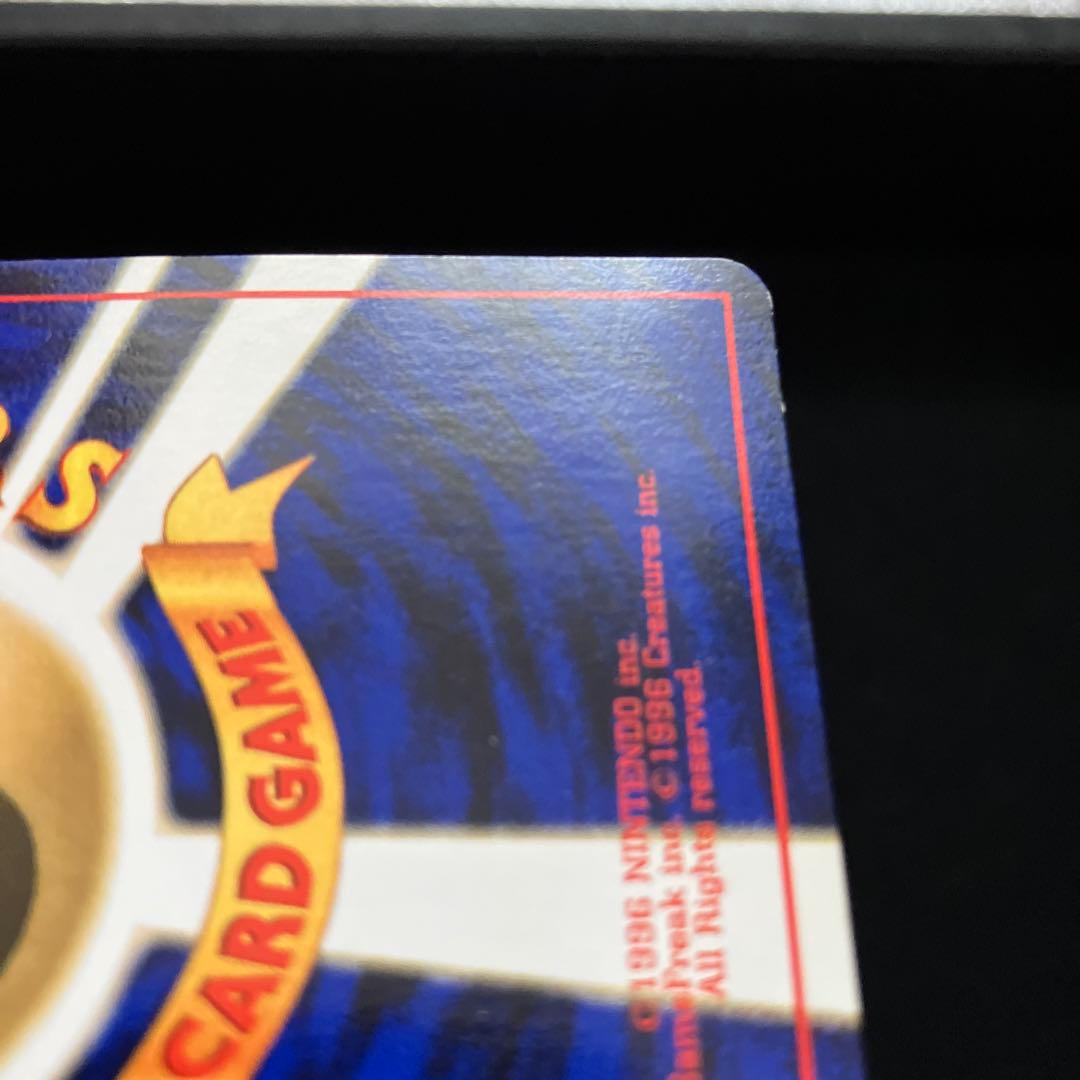 S
CARD GAME
©1996 NINTENDO inc.
GameFreak inc. ©1996 Creatures inc.
All Rights reserved.